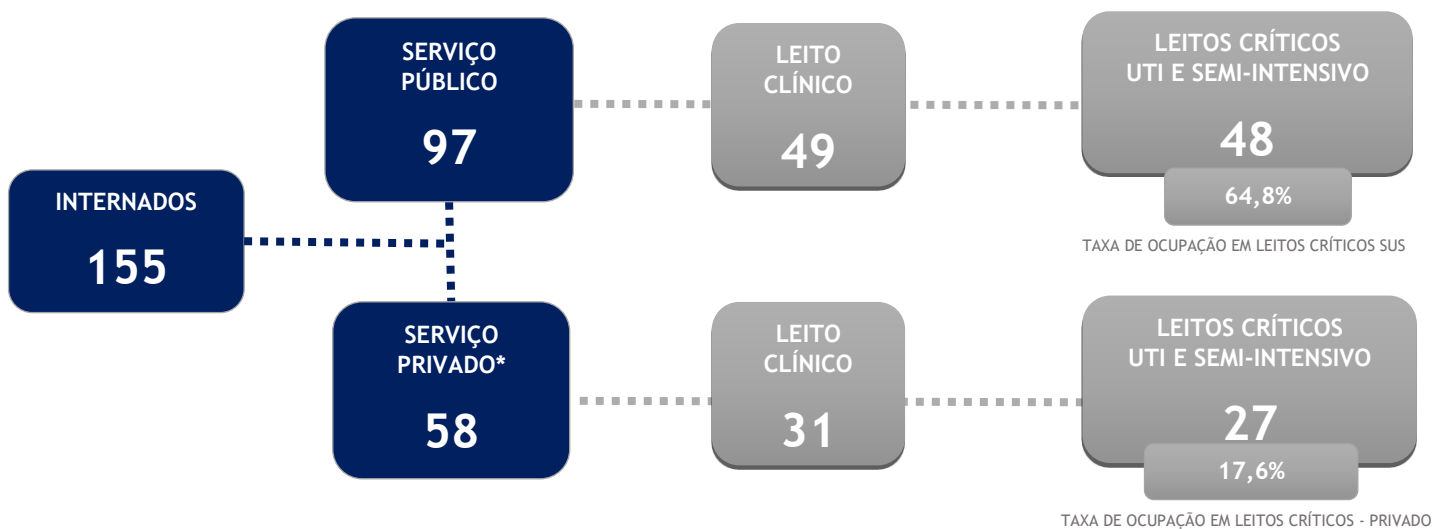 INTERNADOS
155
SERVIÇO
PÚBLICO
97
LEITO
CLÍNICO
49
LEITOS CRÍTICOS
UTI E SEMI-INTENSIVO
48
64,8%
TAXA DE OCUPAÇÃO EM LEITOS CRÍTICOS SUS
SERVIÇO
PRIVADO*
58
LEITO
CLÍNICO
31
LEITOS CRÍTICOS
UTI E SEMI-INTENSIVO
27
17,6%
TAXA DE OCUPAÇÃO EM LEITOS CRÍTICOS - PRIVADO